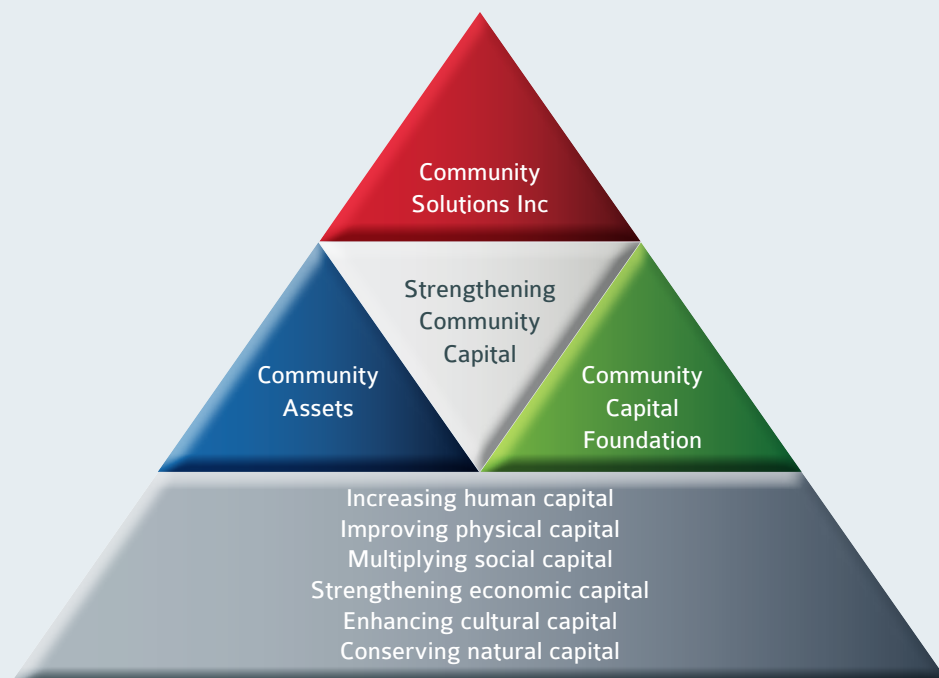 Community
Solutions Inc
Strengthening
Community
Capital
Community
Assets
Community
Capital
Foundation
Increasing human capital
Improving physical capital
Multiplying social capital
Strengthening economic capital
Enhancing cultural capital
Conserving natural capital